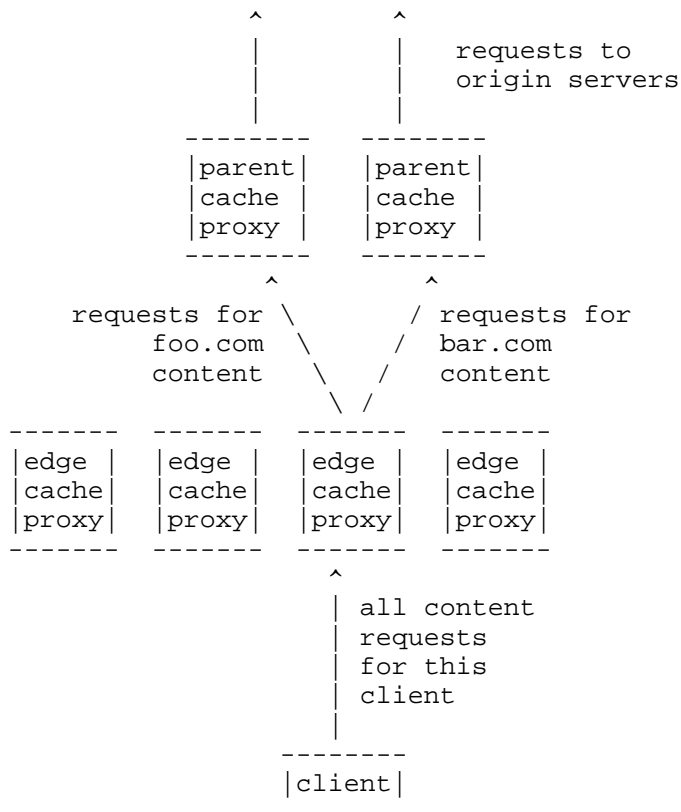 requests to
origin servers
parent parent
cache cache
proxy proxy
requests for requests for
foo.com bar.com
content content
edge edge edge edge
cache cache cache cache
proxy proxy proxy proxy
all content
requests
for this
client
client